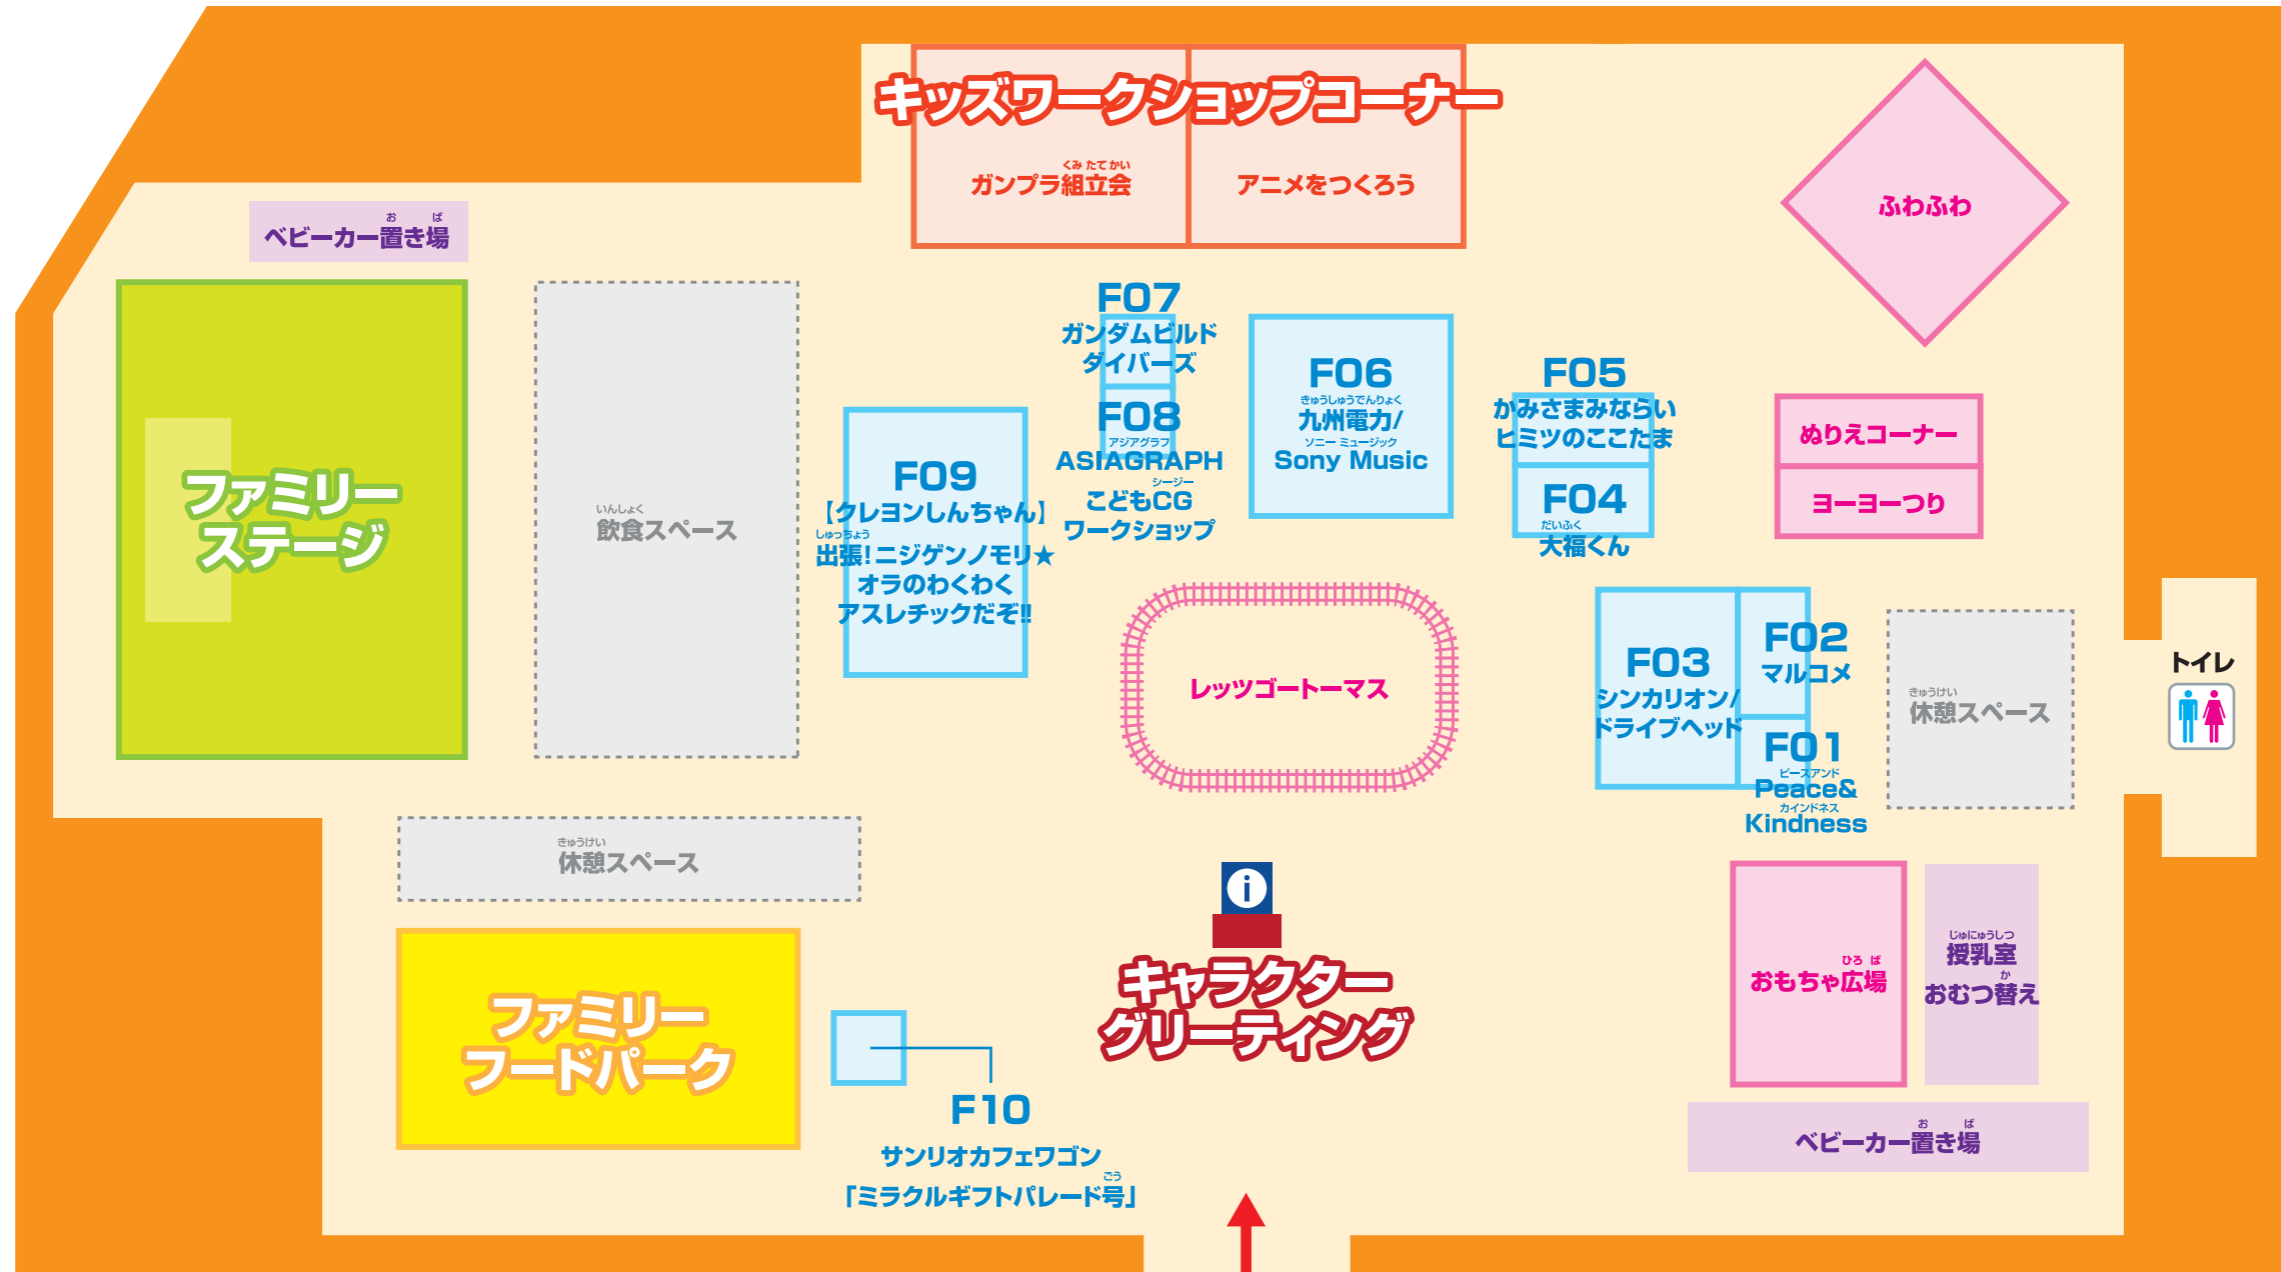 キッズワークショップコーナー
くみ たて かい
ガンプラ組立会
アニメをつくろう
ふわふわ
お ば
ベビーカー置き場
ファミリー
ステージ
いんしょく
飲食スペース
F07
ガンダムビルド
ダイバーズ
F08
アジアグラフ
ASIAGRAPH
シージー
こどもCG
ワークショップ
F06
きゅうしゅうでんりょく
九州電力/
ソニー ミュージック
Sony Music
F05
かみさまみならい
ヒミツのここたま
F04
だいふく
大福くん
ぬりえコーナー
ヨーヨーつり
F09
【クレヨンしんちゃん】
しゅっちょう
出張!ニジゲンノモリ★
オラのわくわく
アスレチックだぞ!!
レッツゴートーマス
F03
シンカリオン/
ドライブヘッド
F02
マルコメ
F01
ピースアンド
Peace&
カインドネス
Kindness
きゅうけい
休憩スペース
トイレ
きゅうけい
休憩スペース
i
キャラクター
グリーティング
ファミリー
フードパーク
F10
サンリオカフェワゴン
ごう
「ミラクルギフトパレード号」
ひろ ば
おもちゃ広場
じゅにゅうしつ
授乳室
か
おむつ替え
お ば
ベビーカー置き場